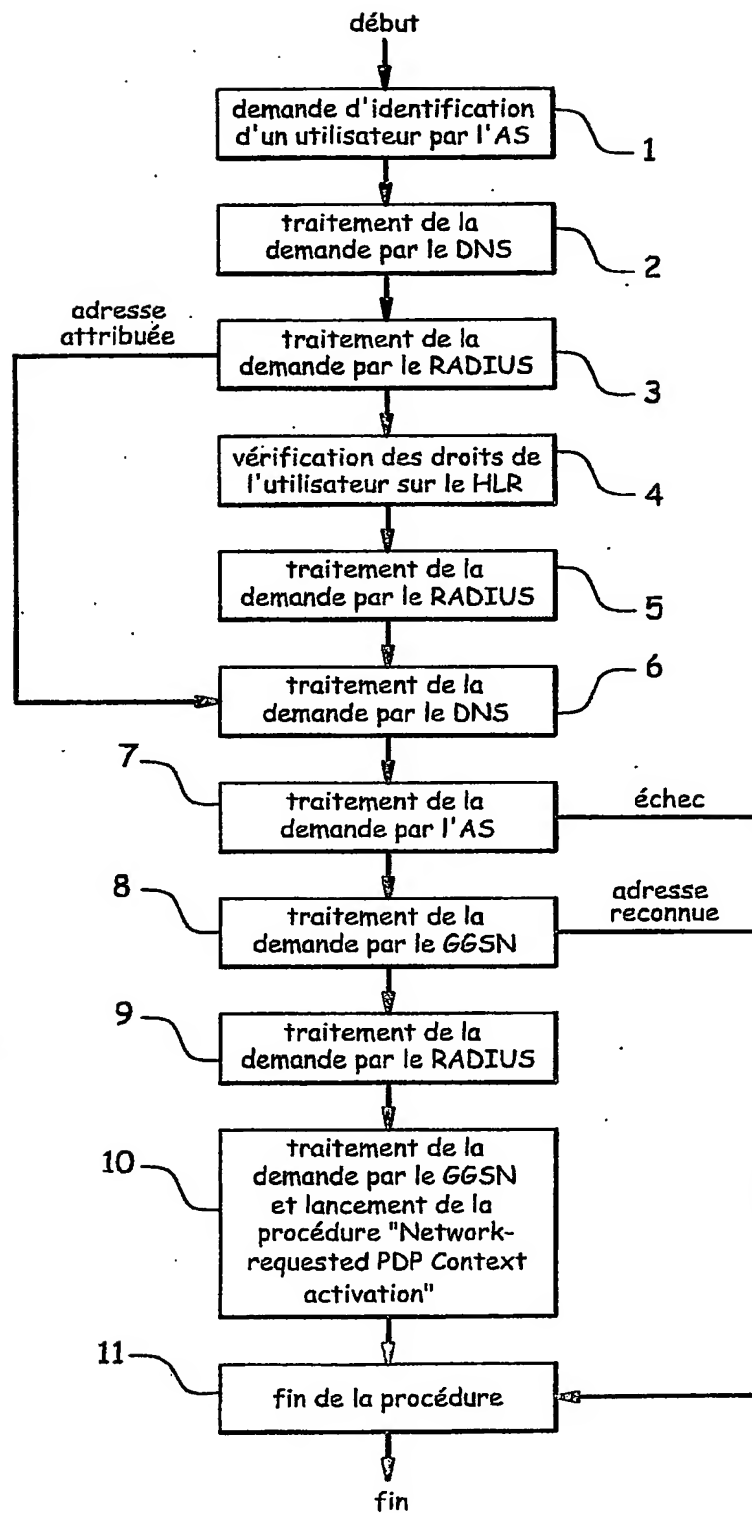 début
demande d'identification
d'un utilisateur par l'AS
1
traitement de la
demande par le DNS
2
adresse
attribuée
traitement de la
demande par le RADIUS
3
vérification des droits de
l'utilisateur sur le HLR
4
traitement de la
demande par le RADIUS
5
6
traitement de la
demande par le DNS
7
traitement de la
demande par l'AS
échec
8
traitement de la
demande par le GGSN
adresse
reconnue
9
traitement de la
demande par le RADIUS
10
traitement de la
demande par le GGSN
et lancement de la
procédure "Network-
requested PDP Context
activation"
11
fin de la procédure
fin